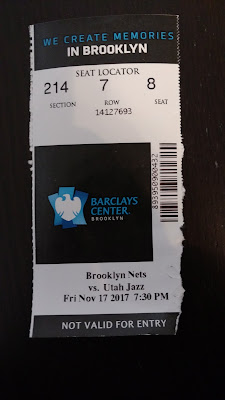 WE CREATE MEMORIES
IN BROOKLYN
SEAT LOCATOR
214 7 8
SECTION ROW SEAT
14127693
893950900432
BARCLAYS
CENTER
BROOKLYN
Brooklyn Nets
vs. Utah Jazz
Fri Nov 17 2017 7:30 PM
NOT VALID FOR ENTRY